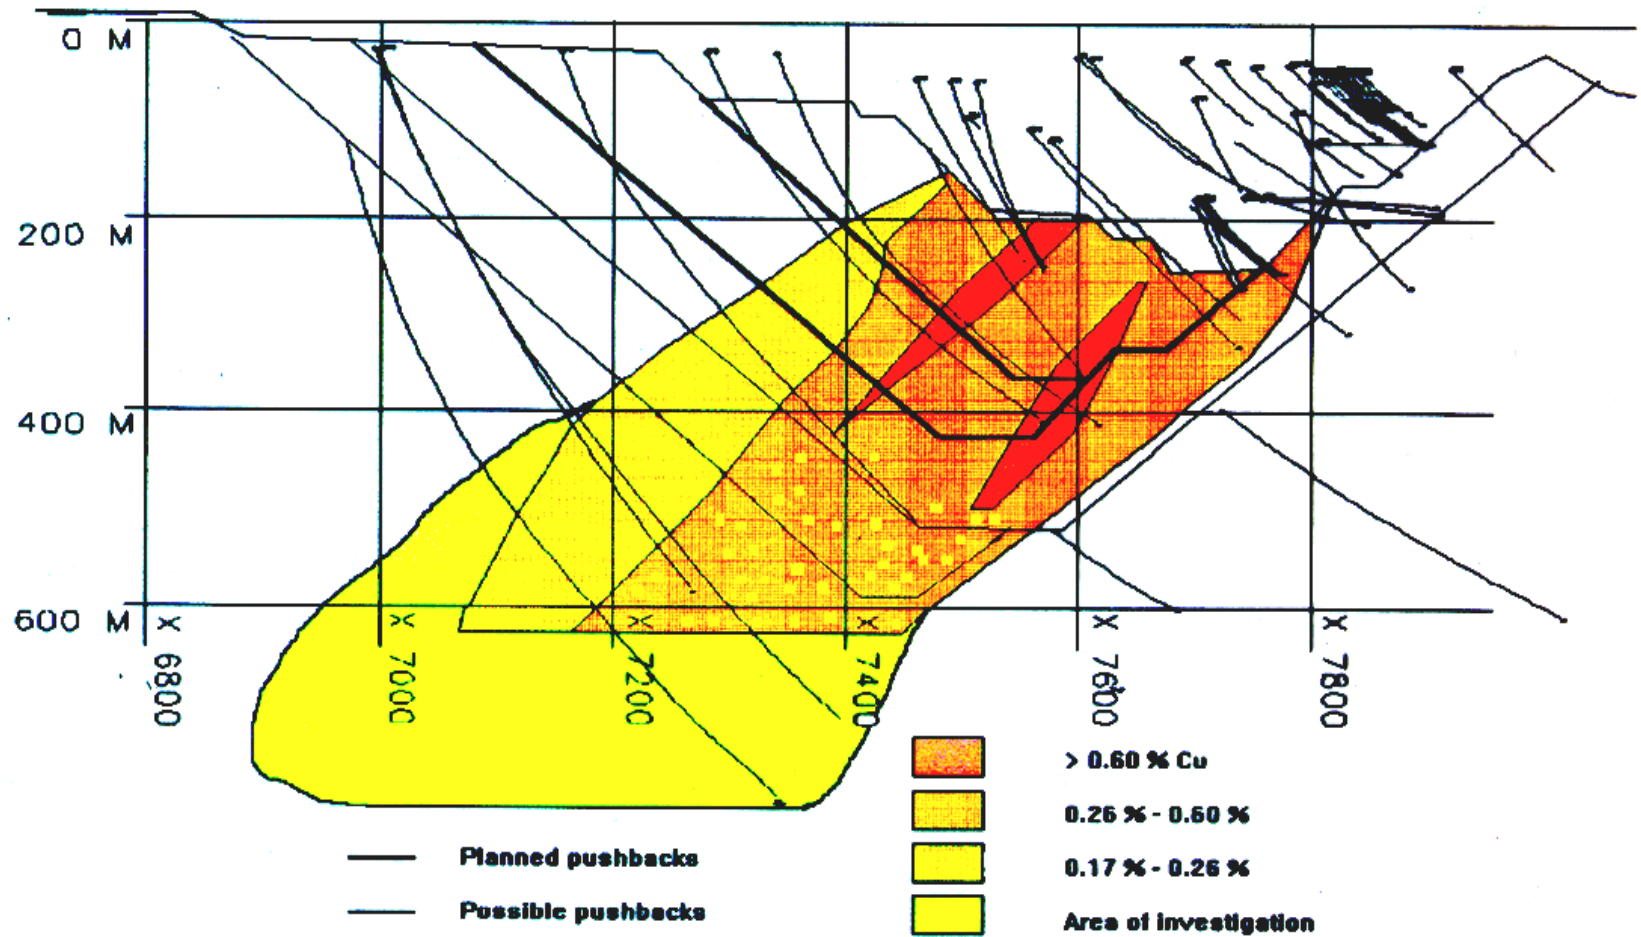 0 M
200 M
400 M
600 M
X 6800
X 7000
X 7200
X 7400
X 7600
X 7800
> 0.60 % Cu
0.26 % - 0.60 %
0.17 % - 0.26 %
Area of investigation
Planned pushbacks
Possible pushbacks